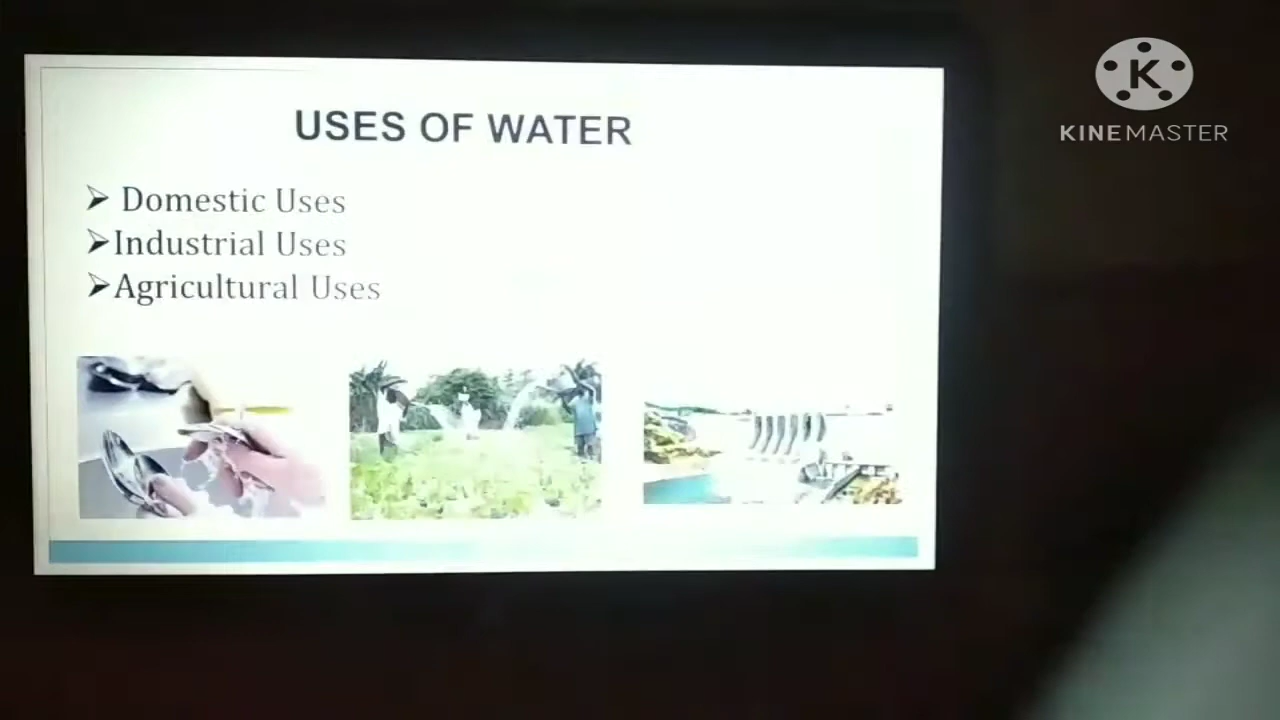 USES OF WATER
➢ Domestic Uses
➢Industrial Uses
➢Agricultural Uses
K
KINEMASTER